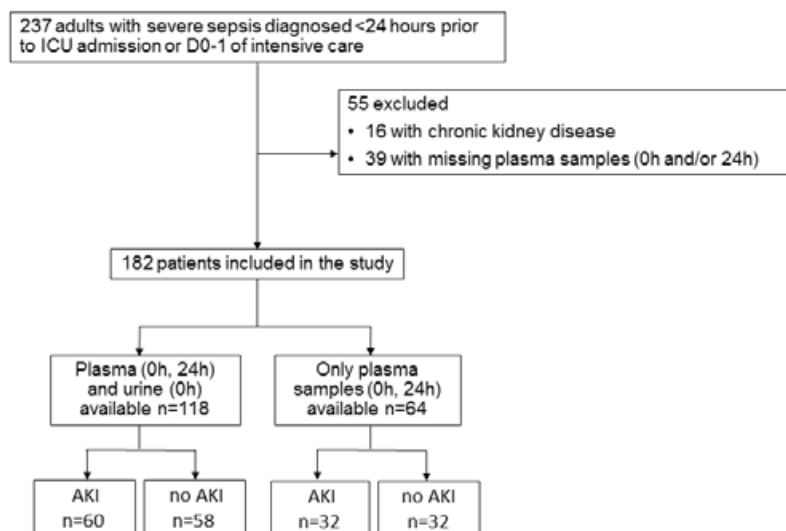 237 adults with severe sepsis diagnosed <24 hours prior
to ICU admission or D0-1 of intensive care
55 excluded
• 16 with chronic kidney disease
• 39 with missing plasma samples (0h and/or 24h)
182 patients included in the study
Plasma (0h, 24h)
and urine (0h)
available n=118
Only plasma
samples (0h, 24h)
available n=64
AKI
n=60
no AKI
n=58
AKI
n=32
no AKI
n=32